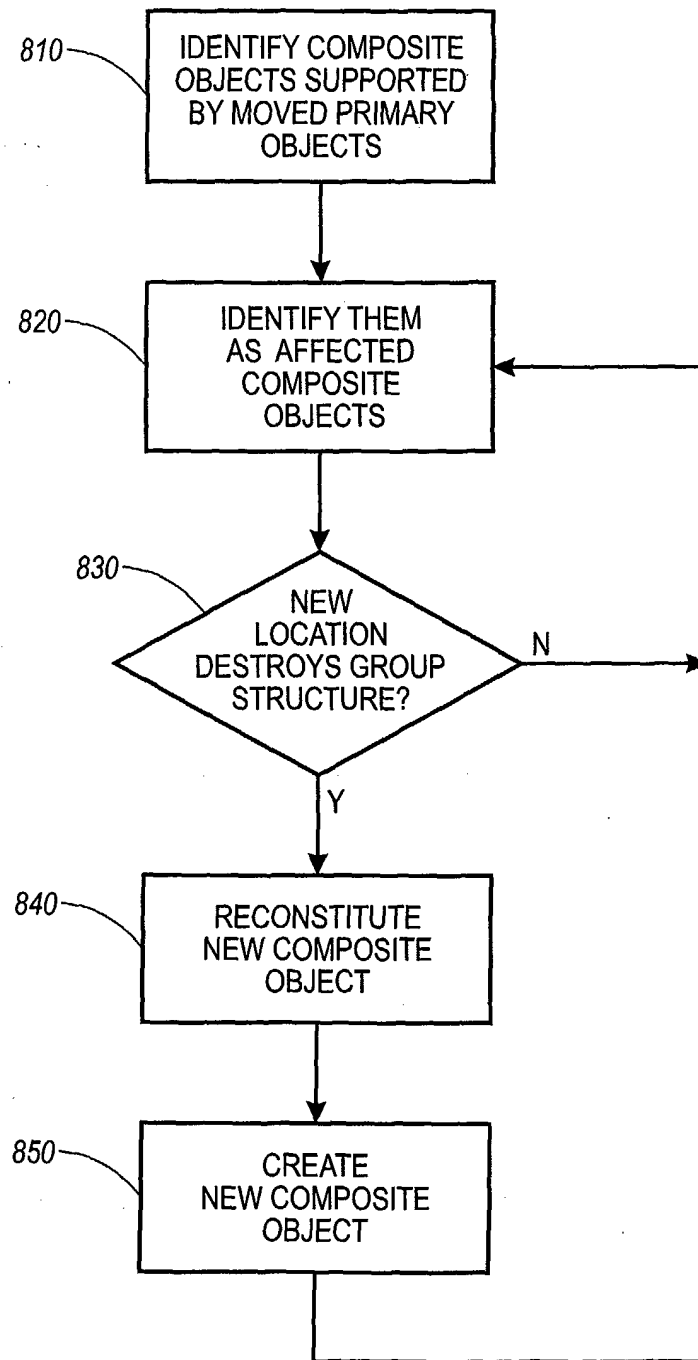 810
IDENTIFY COMPOSITE
OBJECTS SUPPORTED
BY MOVED PRIMARY
OBJECTS
820
IDENTIFY THEM
AS AFFECTED
COMPOSITE
OBJECTS
830
NEW
LOCATION
DESTROYS GROUP
STRUCTURE?
N
Y
840
RECONSTITUTE
NEW COMPOSITE
OBJECT
850
CREATE
NEW COMPOSITE
OBJECT